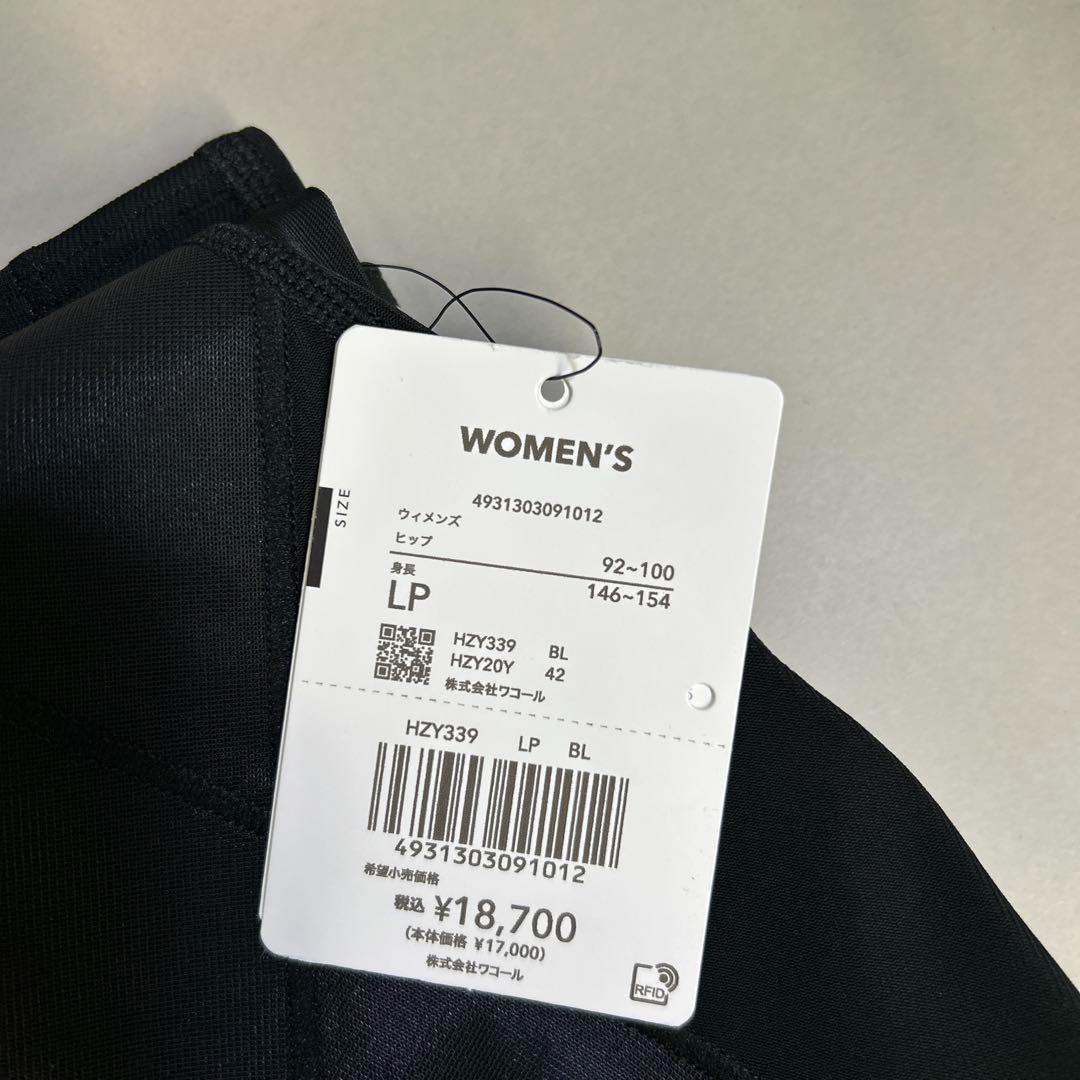 WOMEN'S
4931303091012
SIZE
ウィメンズ
ヒップ 92~100
身長 146~154
LP
HZY339 BL
HZY20Y 42
株式会社ワコール
HZY339 LP BL
4931303091012
希望小売価格
税込 ¥18,700
(本体価格 ¥17,000)
株式会社ワコール
RFID